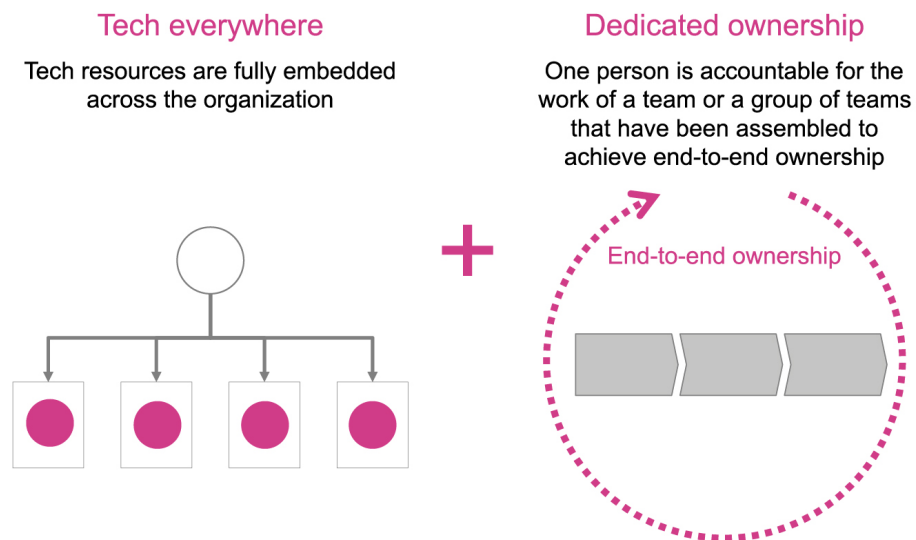 Tech everywhere
Tech resources are fully embedded
across the organization
Dedicated ownership
One person is accountable for the
work of a team or a group of teams
that have been assembled to
achieve end-to-end ownership
+
End-to-end ownership